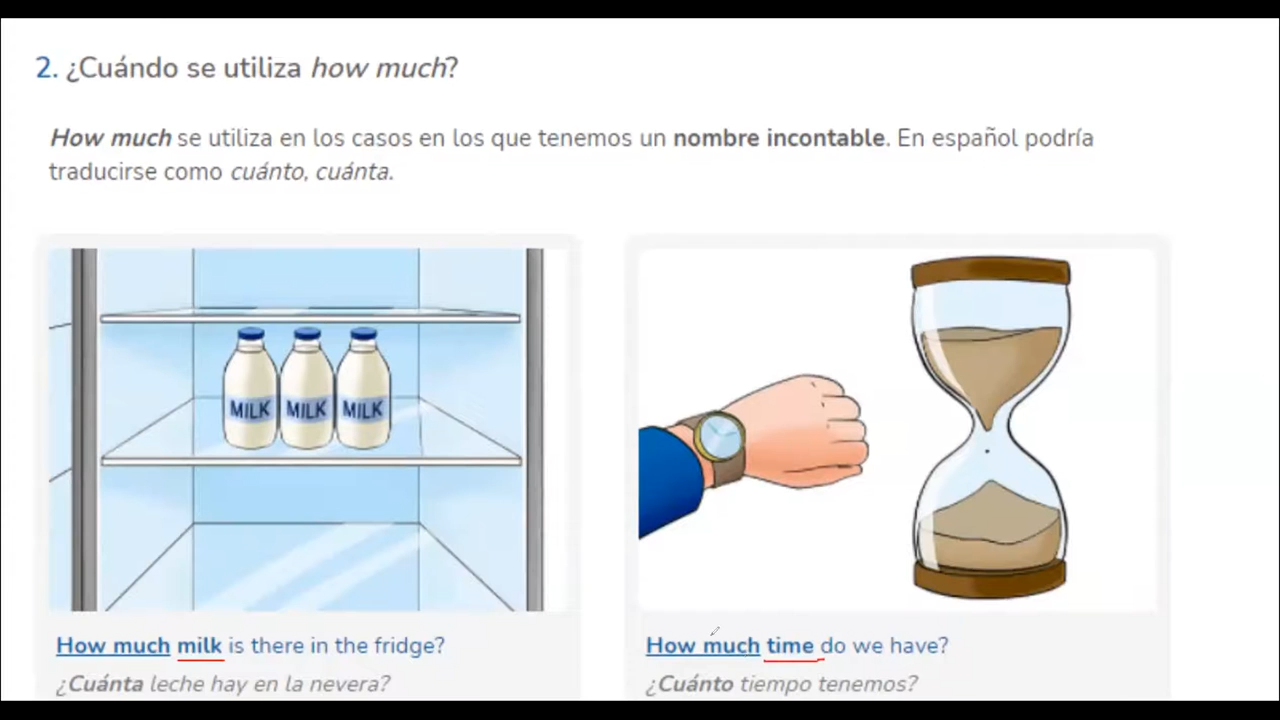 2. ¿Cuándo se utiliza how much?
How much se utiliza en los casos en los que tenemos un nombre incontable. En español podría
traducirse como cuánto, cuánta.
MILK MILK MILK
How much milk is there in the fridge?
¿Cuánta leche hay en la nevera?
How much time do we have?
¿Cuánto tiempo tenemos?